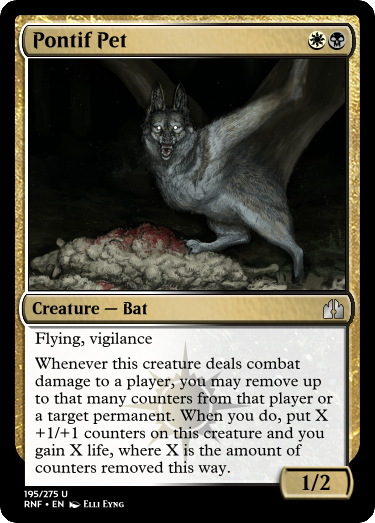 Pontif Pet
Creature — Bat
Flying, vigilance
Whenever this creature deals combat
damage to a player, you may remove up
to that many counters from that player or
a target permanent. When you do, put X
+1/+1 counters on this creature and you
gain X life, where X is the amount of
counters removed this way.
1/2
195/275 U
RNF • EN Elli Eyng